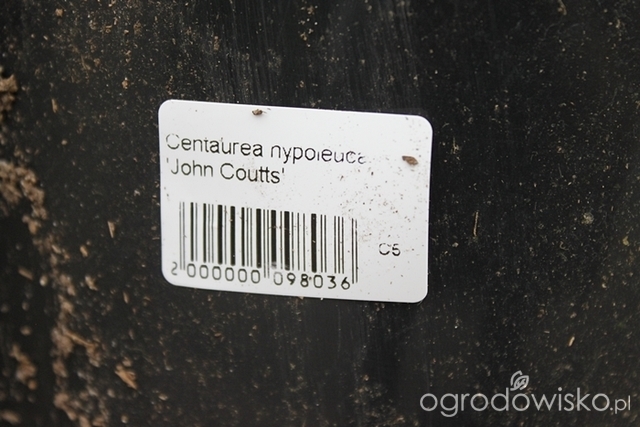 Centaurea hypoleuca
'John Coutts'
C5
2 000000 098036
ogrodowisko.pl